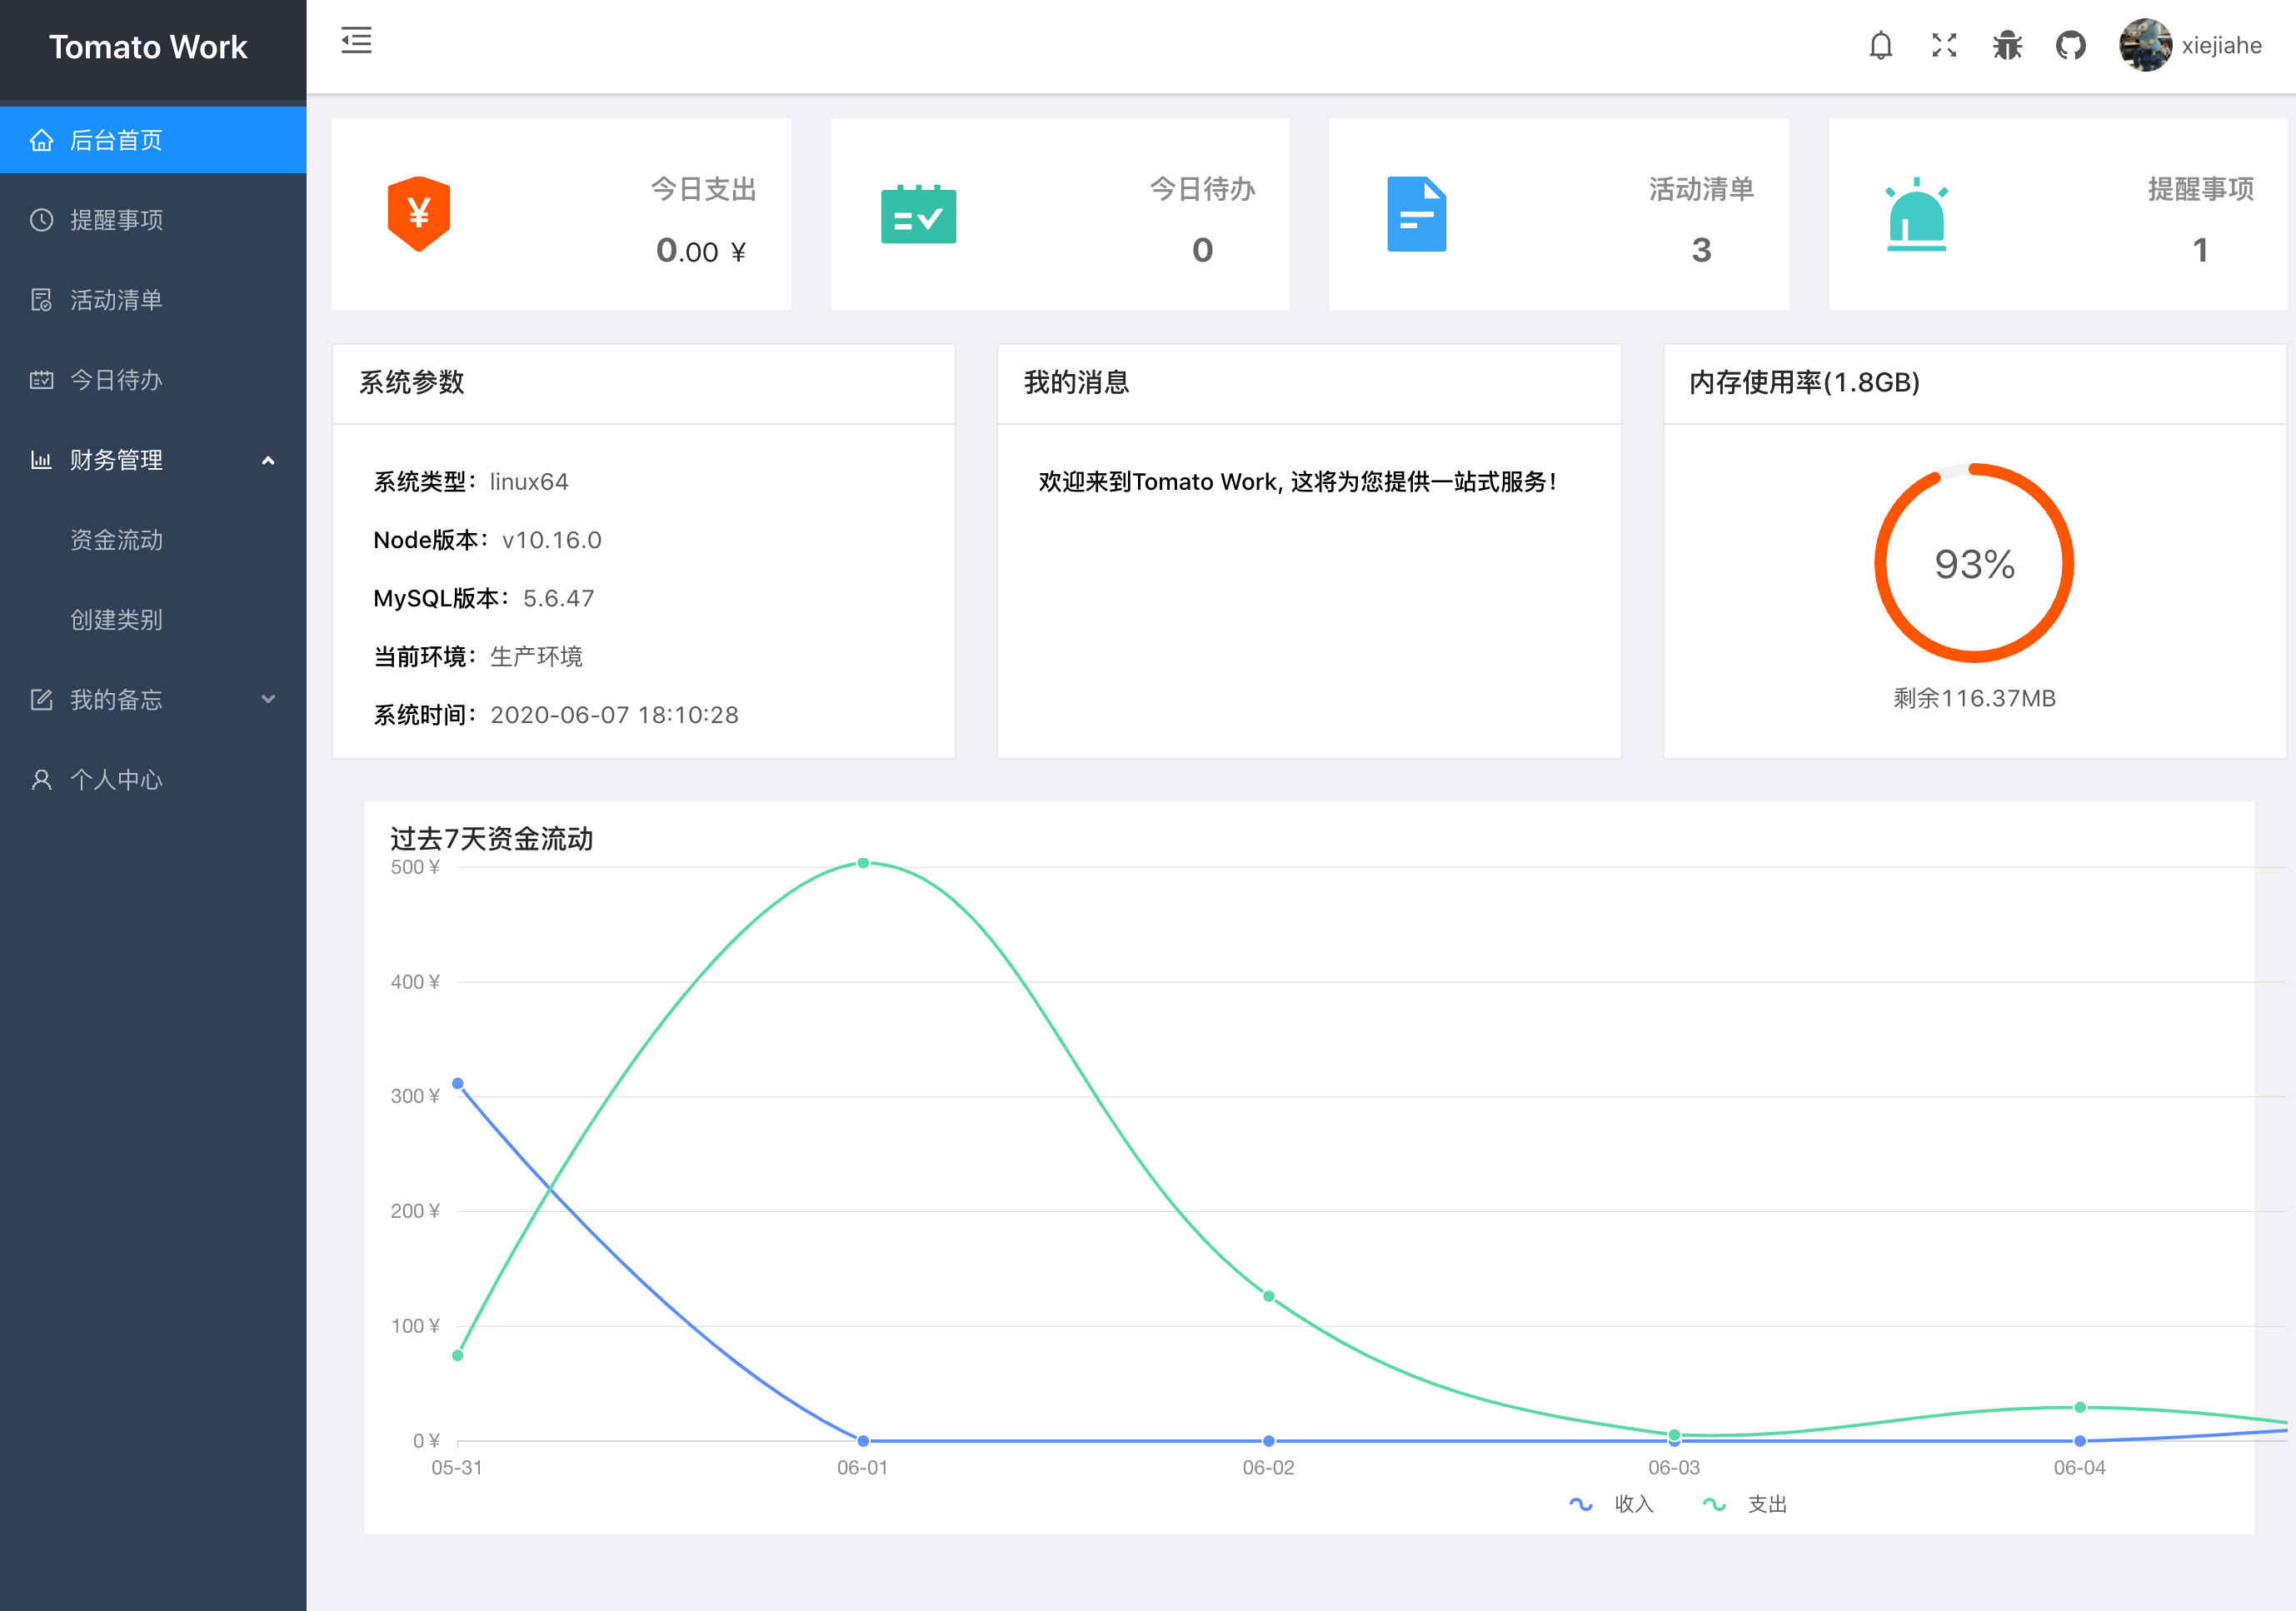 Tomato Work
xiejiahe
后台首页
提醒事项
活动清单
今日待办
财务管理
资金流动
创建类别
我的备忘
个人中心
今日支出
0.00 ¥
今日待办
0
活动清单
3
提醒事项
1
系统参数
系统类型：linux64
Node版本：v10.16.0
MySQL版本：5.6.47
当前环境：生产环境
系统时间：2020-06-07 18:10:28
我的消息
欢迎来到Tomato Work, 这将为您提供一站式服务！
内存使用率(1.8GB)
93%
剩余116.37MB
过去7天资金流动
500 ¥
400 ¥
300 ¥
200 ¥
100 ¥
0 ¥
05-31 06-01 06-02 06-03 06-04
收入 支出